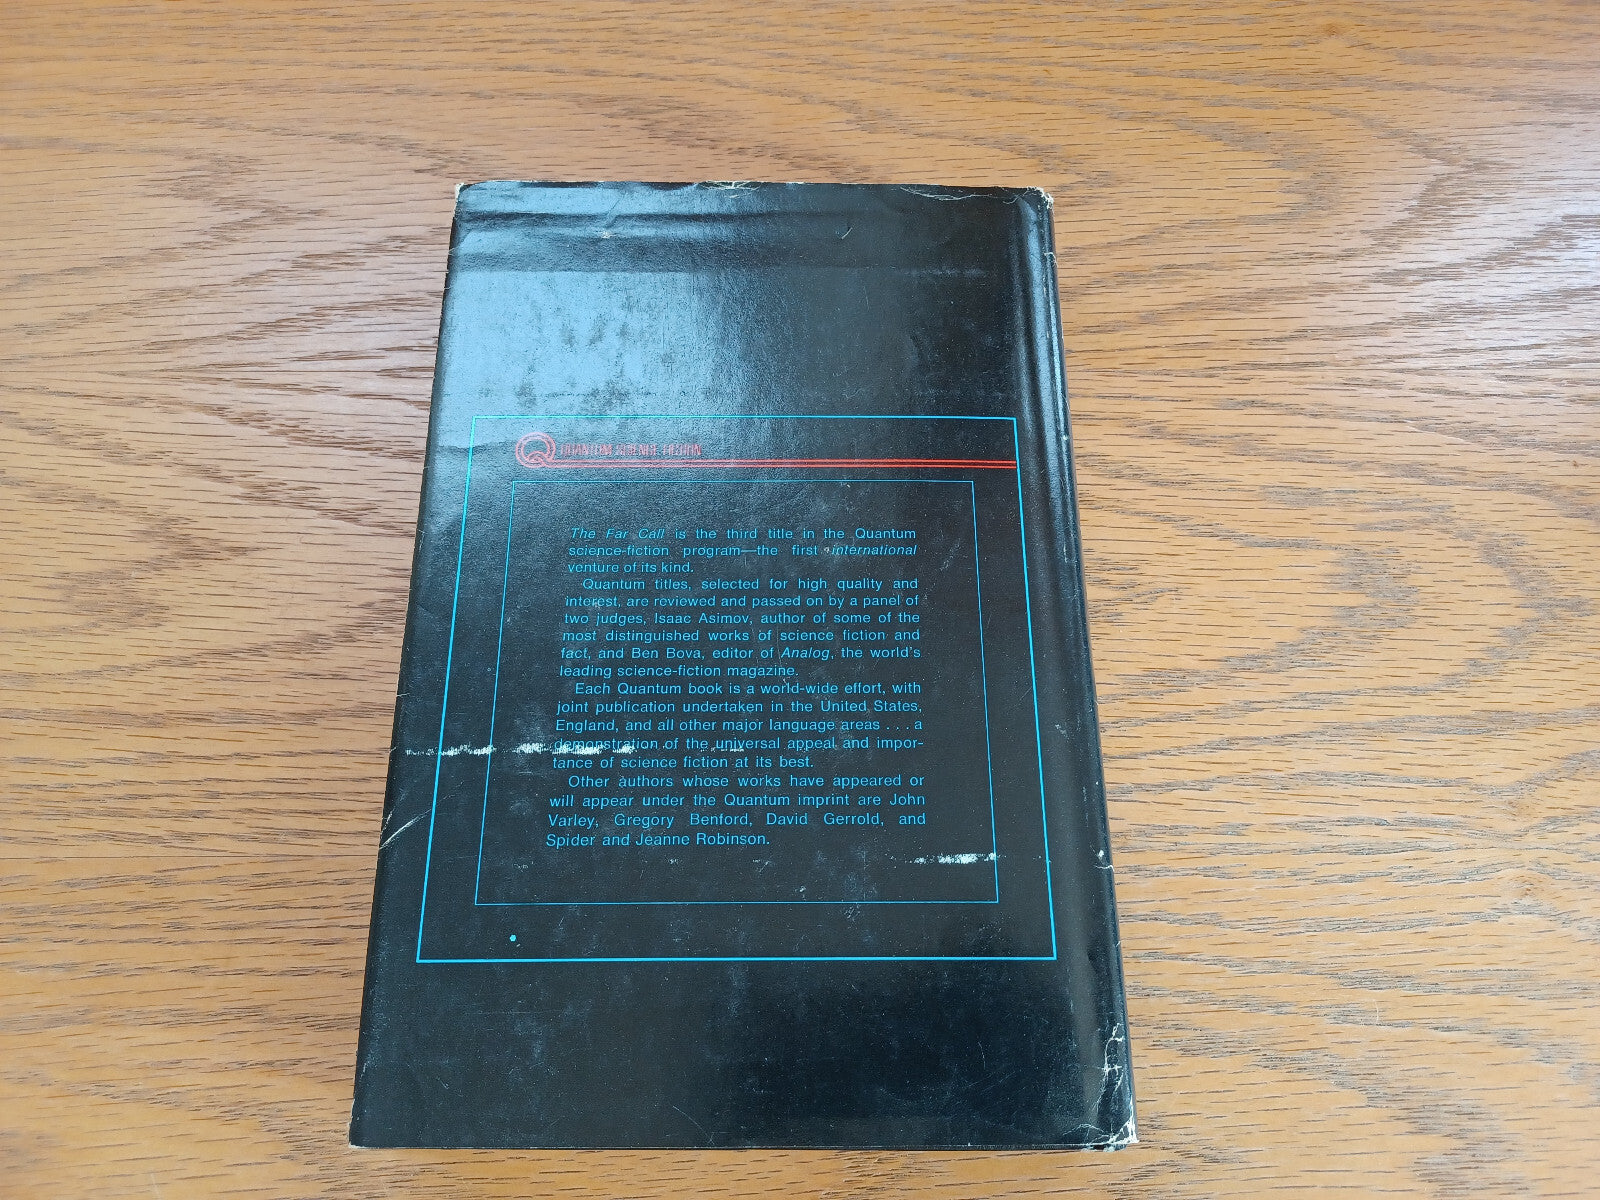 Q QUANTUM SCIENCE FICTION
The Far Call is the third title in the Quantum
science-fiction program—the first international
venture of its kind.
Quantum titles, selected for high quality and
interest, are reviewed and passed on by a panel of
two judges, Isaac Asimov, author of some of the
most distinguished works of science fiction and
fact, and Ben Bova, editor of Analog, the world's
leading science-fiction magazine.
Each Quantum book is a world-wide effort, with
joint publication undertaken in the United States,
England, and all other major language areas . . . a
demonstration of the universal appeal and impor-
tance of science fiction at its best.
Other authors whose works have appeared or
will appear under the Quantum imprint are John
Varley, Gregory Benford, David Gerrold, and
Spider and Jeanne Robinson.